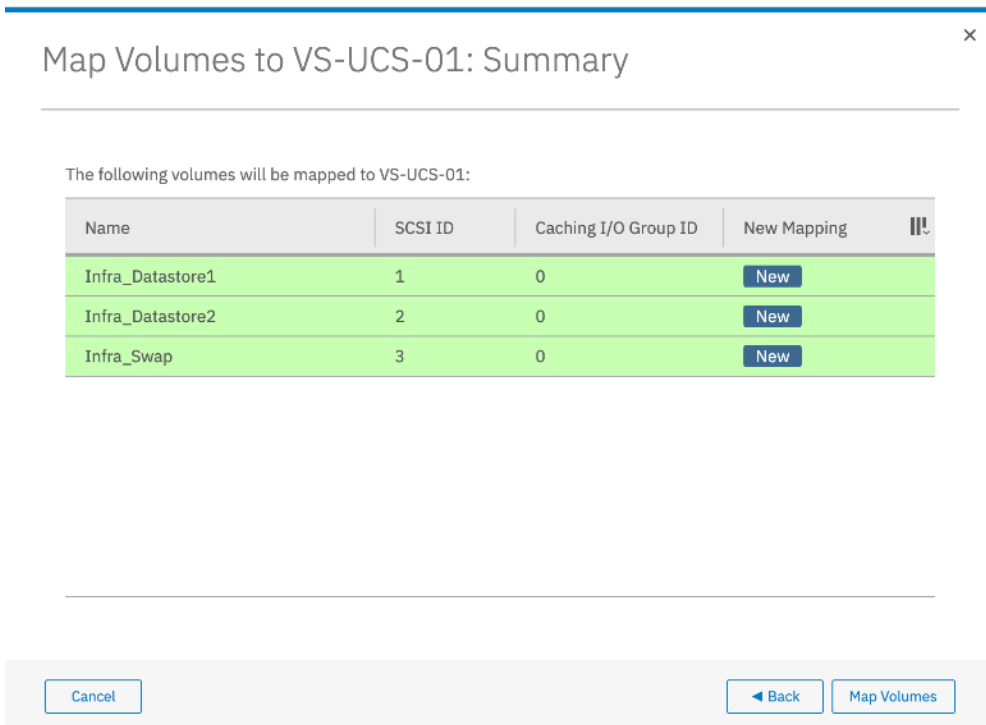 ×
Map Volumes to VS-UCS-01: Summary
The following volumes will be mapped to VS-UCS-01:
Name SCSI ID Caching I/O Group ID New Mapping
Infra_Datastore1 1 0 New
Infra_Datastore2 2 0 New
Infra_Swap 3 0 New
Cancel ◄ Back Map Volumes